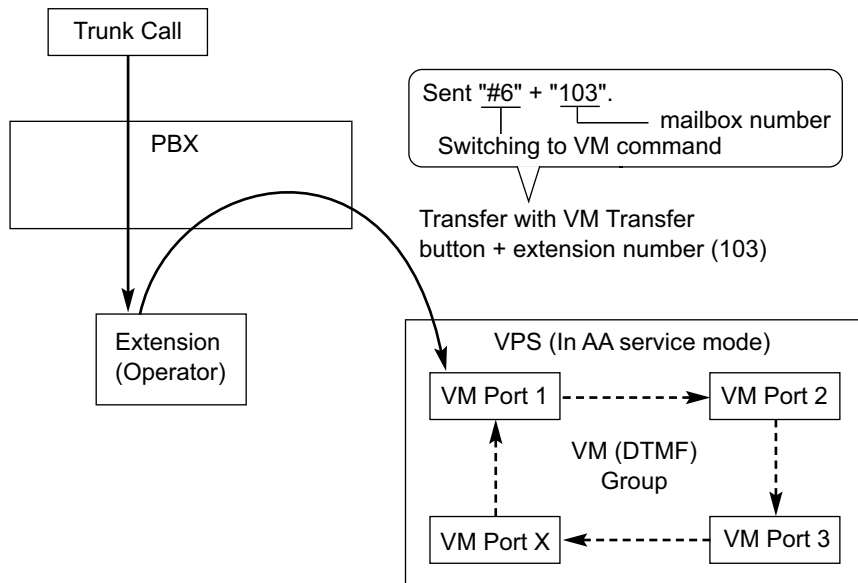 Trunk Call
PBX
Sent "#6" + "103".
mailbox number
Switching to VM command
Transfer with VM Transfer
button + extension number (103)
Extension
(Operator)
VPS (In AA service mode)
VM Port 1
VM Port 2
VM (DTMF)
Group
VM Port X
VM Port 3